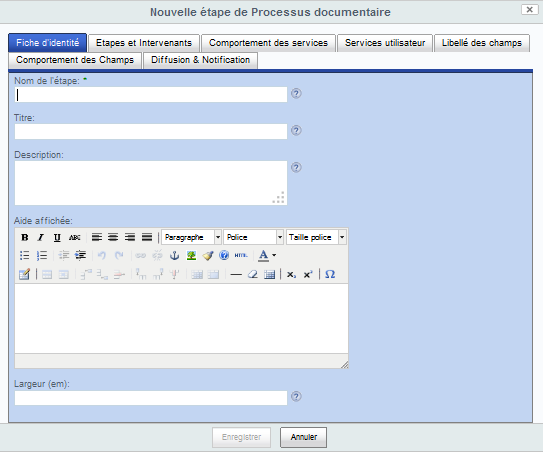 Nouvelle étape de Processus documentaire
Fiche d'identité Etapes et Intervenants Comportement des services Services utilisateur Libellé des champs
Comportement des Champs Diffusion & Notification
Nom de l'étape: *
Titre:
Description:
Aide affichée:
B I U ABC Paragraphe Police Taille police
HTML A
Ω
Largeur (em):
Enregistrer Annuler